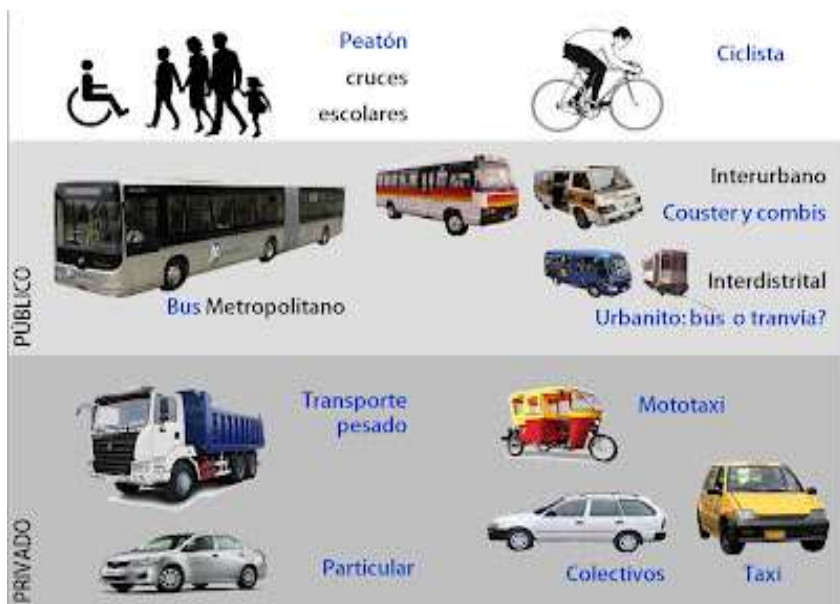 Peatón
cruces
escolares
Ciclista
PÚBLICO
Bus Metropolitano
Interurbano
Couster y combis
Interdistrital
Urbanito: bus o tranvia?
PRIVADO
Transporte
pesado
Mototaxi
Particular
Colectivos
Taxi